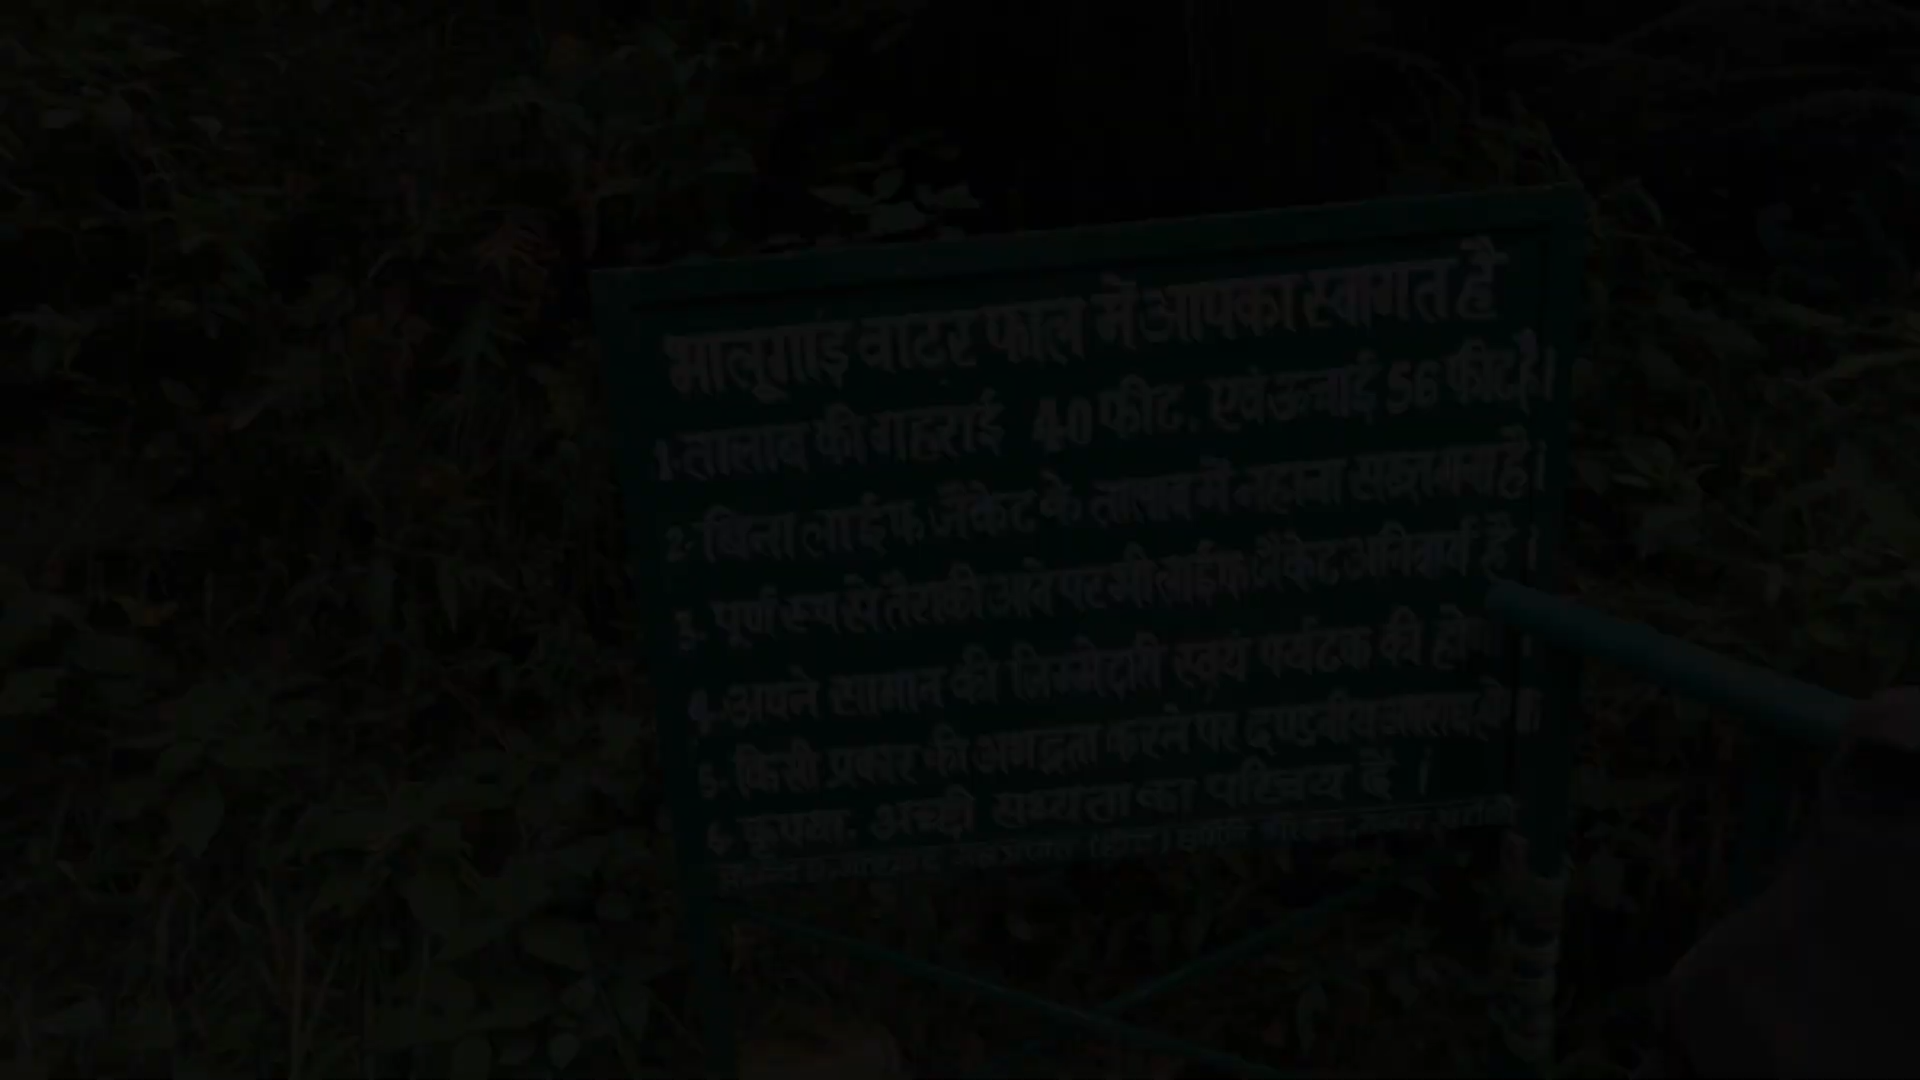 भालूगाड़ वाटर फाल में आपका स्वागत है
1-तालाब की गहराई 40 फीट. एवं ऊचाई 56 फीट है।
2-बिना लाईफ जैकेट के तालाब में नहाना सख्त मना है।
3- पूर्ण रूप से तैराकी आने पर भी लाईफ जैकेट अनिवार्य है ।
4-अपने सामान की जिम्मेदारी स्वयं पर्यटक की होगी ।
5- किसी प्रकार की अभद्रता करने पर दण्डनीय
6-कृपया. अच्छी सभ्यता का परिचय दें ।